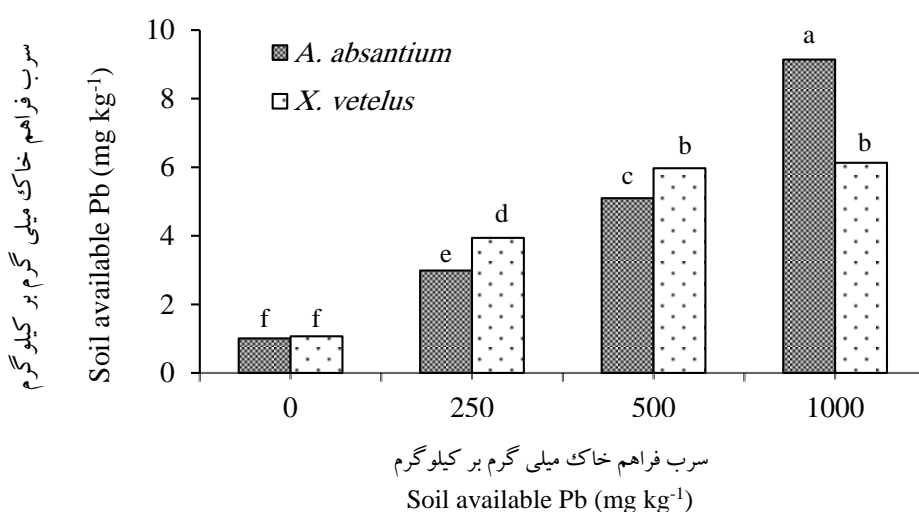 سرب فراهم خاک میلی گرم بر کیلوگرم
Soil available Pb (mg kg⁻¹)
10
8
6
4
2
0
A. absantium
X. vetelus
f f
e d
c b
a b
0 250 500 1000
سرب فراهم خاک میلی گرم بر کیلوگرم
Soil available Pb (mg kg⁻¹)